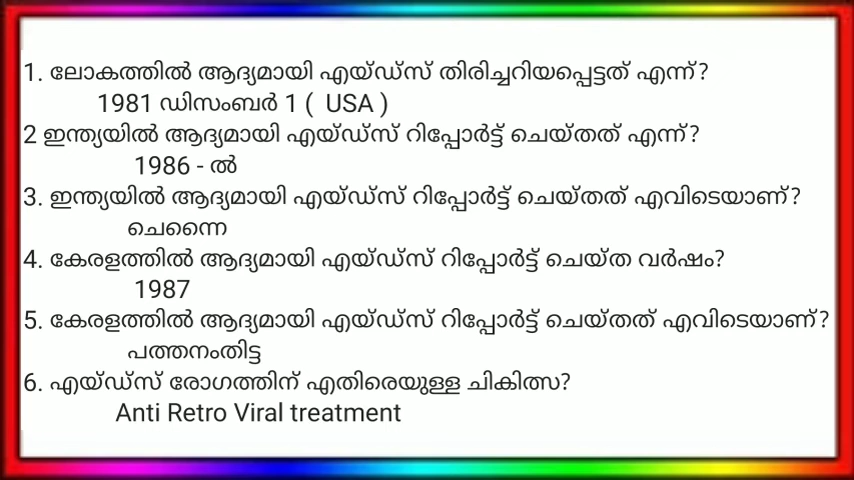 1. ലോകത്തിൽ ആദ്യമായി എയ്ഡ്സ് തിരിച്ചറിയപ്പെട്ടത് എന്ന്?
1981 ഡിസംബർ 1 ( USA )
2 ഇന്ത്യയിൽ ആദ്യമായി എയ്ഡ്സ് റിപ്പോർട്ട് ചെയ്തത് എന്ന്?
1986 - ൽ
3. ഇന്ത്യയിൽ ആദ്യമായി എയ്ഡ്സ് റിപ്പോർട്ട് ചെയ്തത് എവിടെയാണ്?
ചെന്നൈ
4. കേരളത്തിൽ ആദ്യമായി എയ്ഡ്സ് റിപ്പോർട്ട് ചെയ്ത വർഷം?
1987
5. കേരളത്തിൽ ആദ്യമായി എയ്ഡ്സ് റിപ്പോർട്ട് ചെയ്തത് എവിടെയാണ്?
പത്തനംതിട്ട
6. എയ്ഡ്സ് രോഗത്തിന് എതിരെയുള്ള ചികിത്സ?
Anti Retro Viral treatment